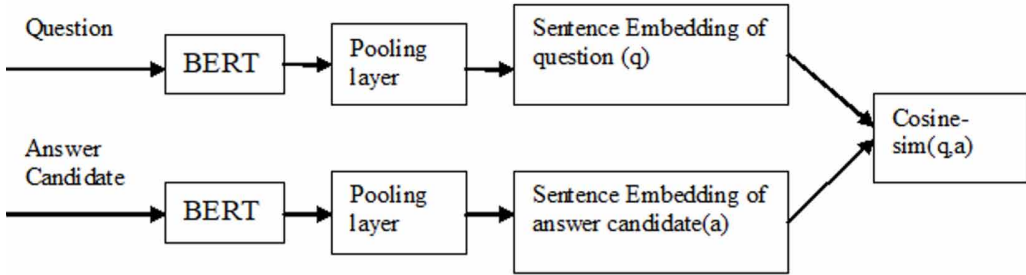 Question
BERT
Pooling
layer
Sentence Embedding of
question (q)
Cosine-
sim(q,a)
Answer
Candidate
BERT
Pooling
layer
Sentence Embedding of
answer candidate(a)